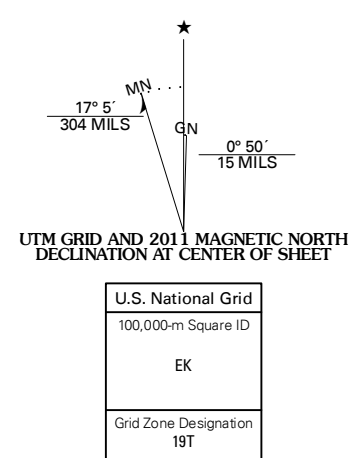 ★
MN
GN
17° 5´
304 MILS
0° 50´
15 MILS
UTM GRID AND 2011 MAGNETIC NORTH
DECLINATION AT CENTER OF SHEET
U.S. National Grid
100,000-m Square ID
EK
Grid Zone Designation
19T